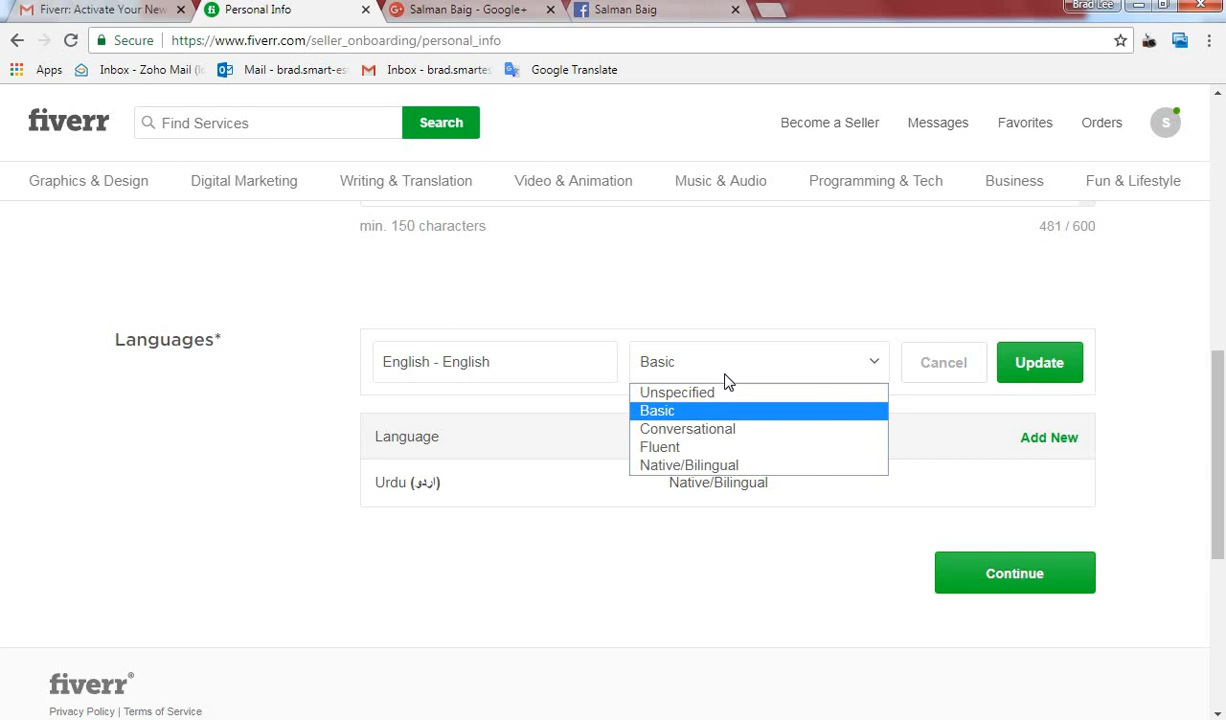 Brad Lee
Fiverr: Activate Your New
Personal Info
Salman Baig - Google+
Salman Baig
Secure
https://www.fiverr.com/seller_onboarding/personal_info
Apps
Inbox - Zoho Mail (
Mail - brad.smart-es
Inbox - brad.smartes
Google Translate
fiverr
Find Services
Search
Become a Seller
Messages
Favorites
Orders
S
Graphics & Design
Digital Marketing
Writing & Translation
Video & Animation
Music & Audio
Programming & Tech
Business
Fun & Lifestyle
min. 150 characters
481 / 600
Languages*
English - English
Basic
Cancel
Update
Unspecified
Basic
Conversational
Fluent
Native/Bilingual
Language
Add New
Urdu (اردو)
Native/Bilingual
Continue
fiverr®
Privacy Policy | Terms of Service